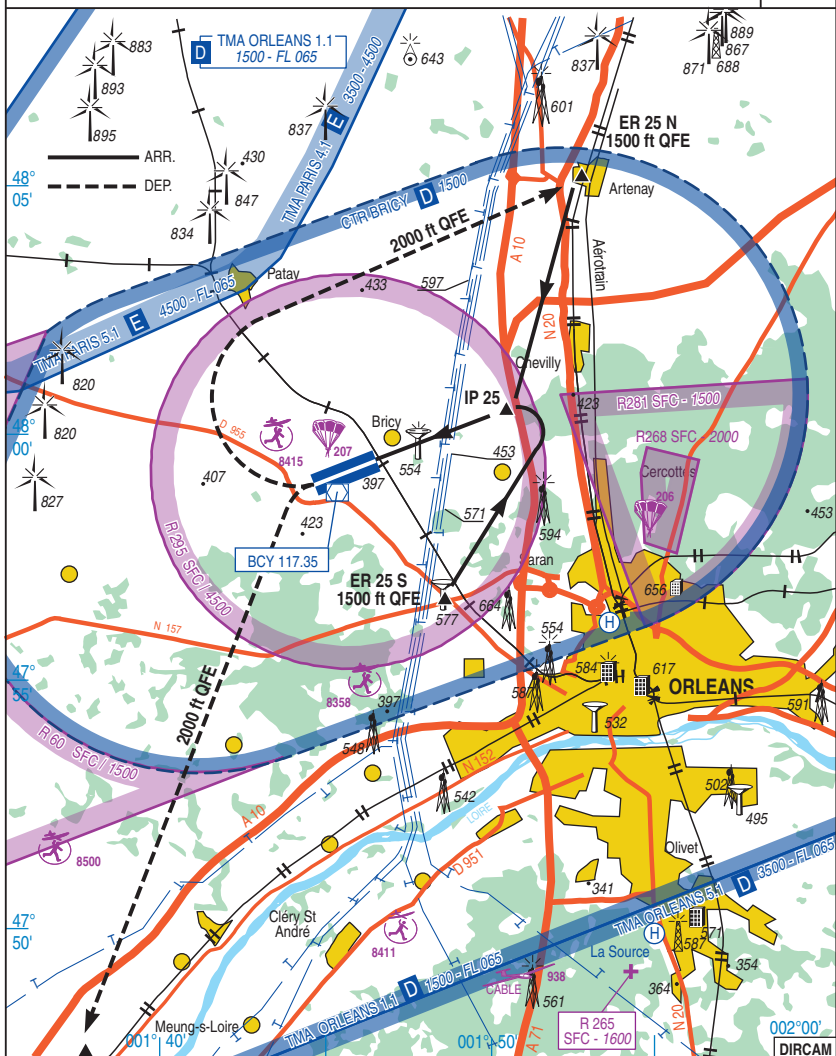 883
893
895
D TMA ORLEANS 1.1
1500 - FL 065
3500-4500
E
TMA PARIS 4.1
643
837
601
889
867
871
688
837
ARR.
DEP.
430
847
834
48°
05'
ER 25 N
1500 ft QFE
Artenay
CTR BRICY D 1500
2000 ft QFE
A 10
Aérotrain
N 20
Patay
433
597
TMA PARIS 5.1 E 4500 - FL 065
820
820
827
48°
00'
Chevilly
IP 25
423
R281 SFC - 1500
R268 SFC - 2000
Cercottes
206
453
D 955
8415
207
Bricy
554
453
397
407
423
571
594
BCY 117.35
R 295 SFC / 4500
ER 25 S
1500 ft QFE
577
Saran
664
656
H
N 157
554
584
617
587
ORLEANS
591
532
47°
55'
8358
397
548
2000 ft QFE
R 60 SFC / 1500
N 152
542
A 10
LOIRE
502
495
8500
D 951
Olivet
341
TMA ORLEANS 5.1 D 3500 - FL 065
47°
50'
Cléry St
André
8411
571
587
H
La Source
354
364
938
CABLE
561
R 265
SFC - 1600
TMA ORLEANS 1.1 D 1500 - FL 065
Meung-s-Loire
001° 40'
001° 50'
A 71
N 20
002°00'
DIRCAM